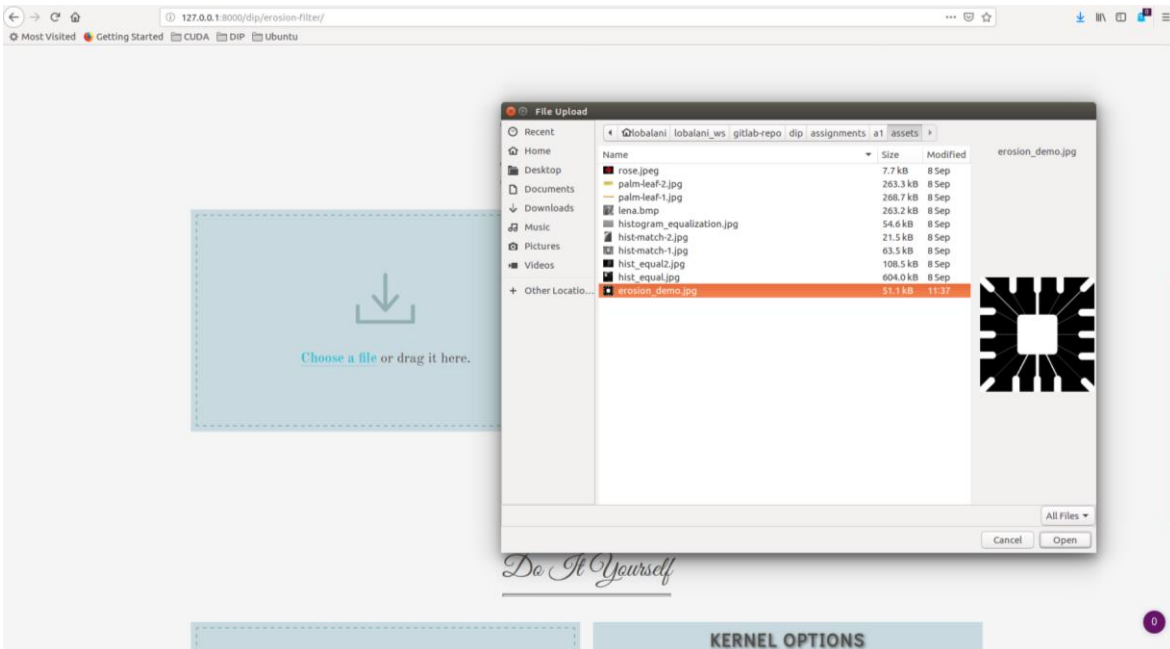 127.0.0.1:8000/dip/erosion-filter/
Most Visited Getting Started CUDA DIP Ubuntu
File Upload
Recent
Home
Desktop
Documents
Downloads
Music
Pictures
Videos
+ Other Locatio...
lobalani lobalani_ws gitlab-repo dip assignments a1 assets
Name Size Modified
rose.jpeg 7.7 kB 8 Sep
palm-leaf-2.jpg 263.3 kB 8 Sep
palm-leaf-1.jpg 268.7 kB 8 Sep
lena.bmp 263.2 kB 8 Sep
histogram_equalization.jpg 54.6 kB 8 Sep
hist-match-2.jpg 21.5 kB 8 Sep
hist-match-1.jpg 63.5 kB 8 Sep
hist_equal2.jpg 108.5 kB 8 Sep
hist_equal.jpg 604.0 kB 8 Sep
erosion_demo.jpg 51.1 kB 11:37
erosion_demo.jpg
All Files
Cancel Open
Choose a file or drag it here.
Do It Yourself
KERNEL OPTIONS
0